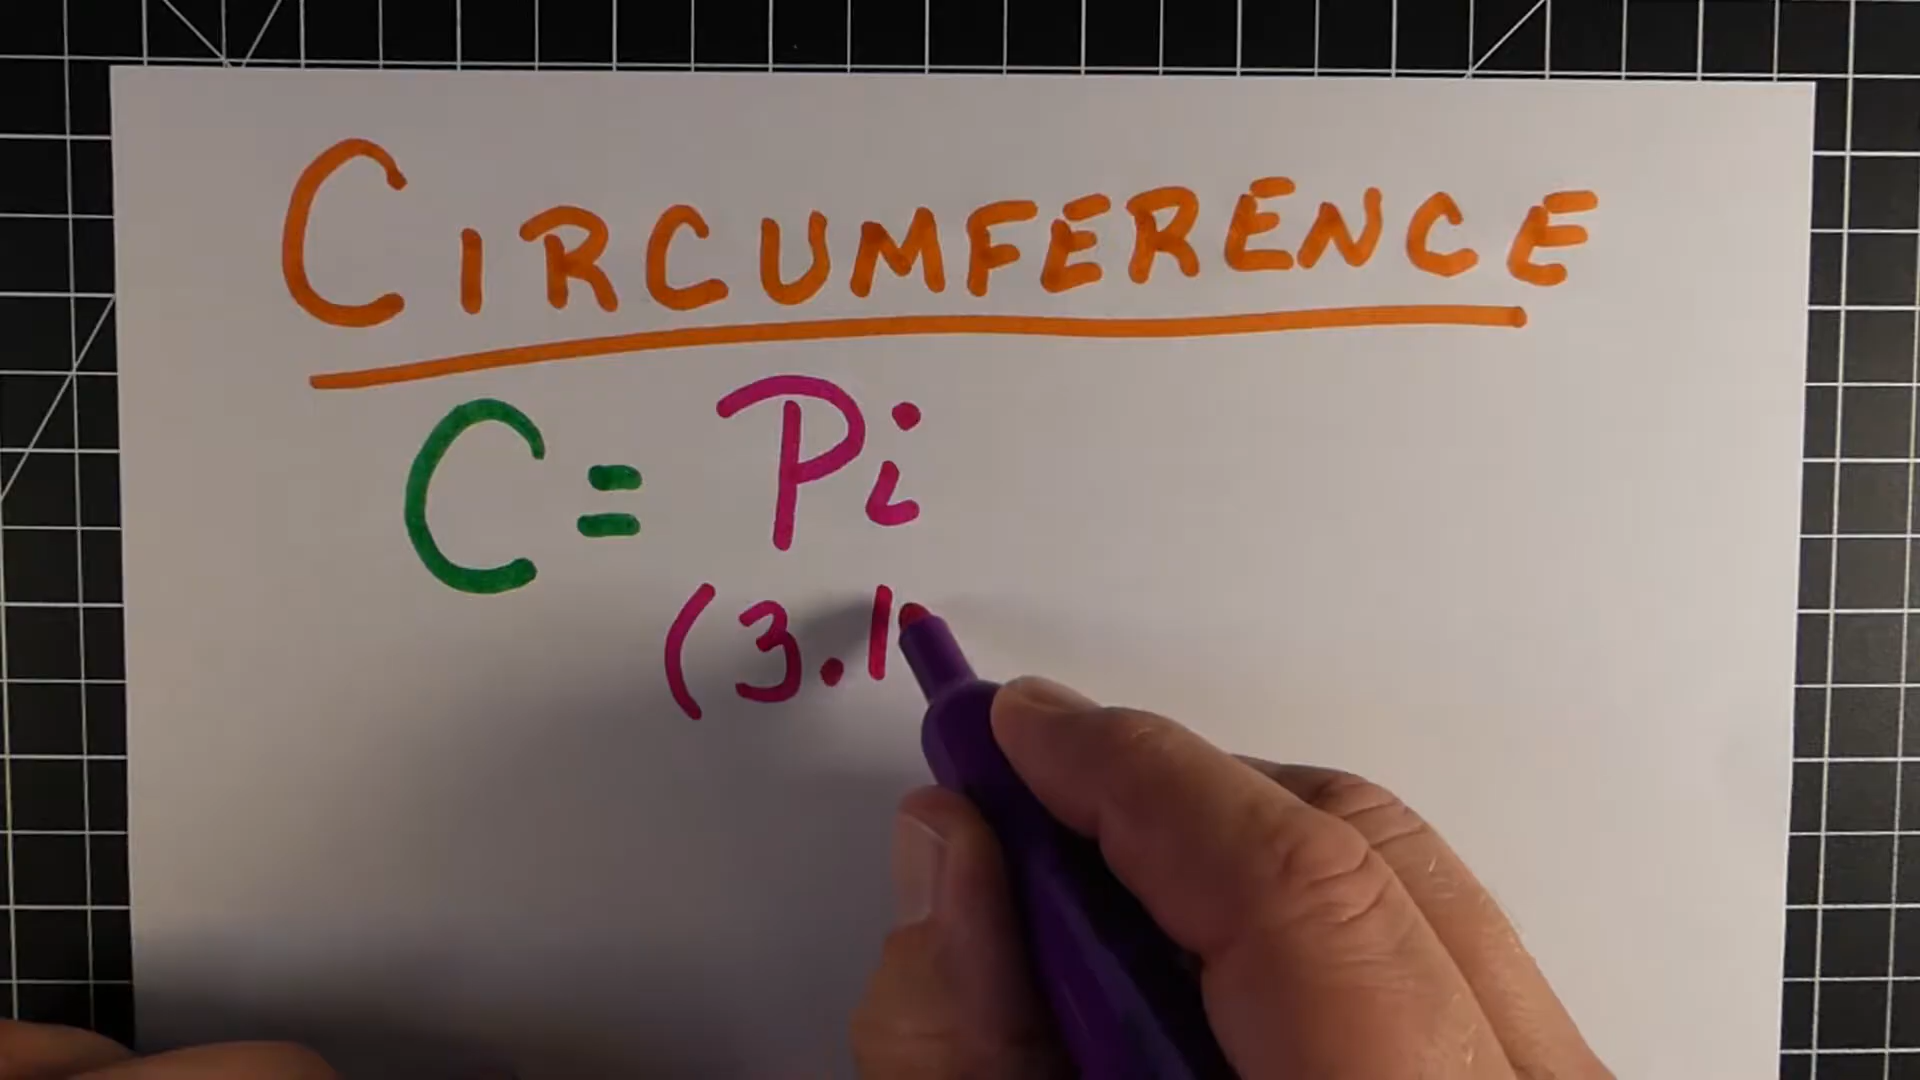 CIRCUMFERENCE
C = Pi
(3.1